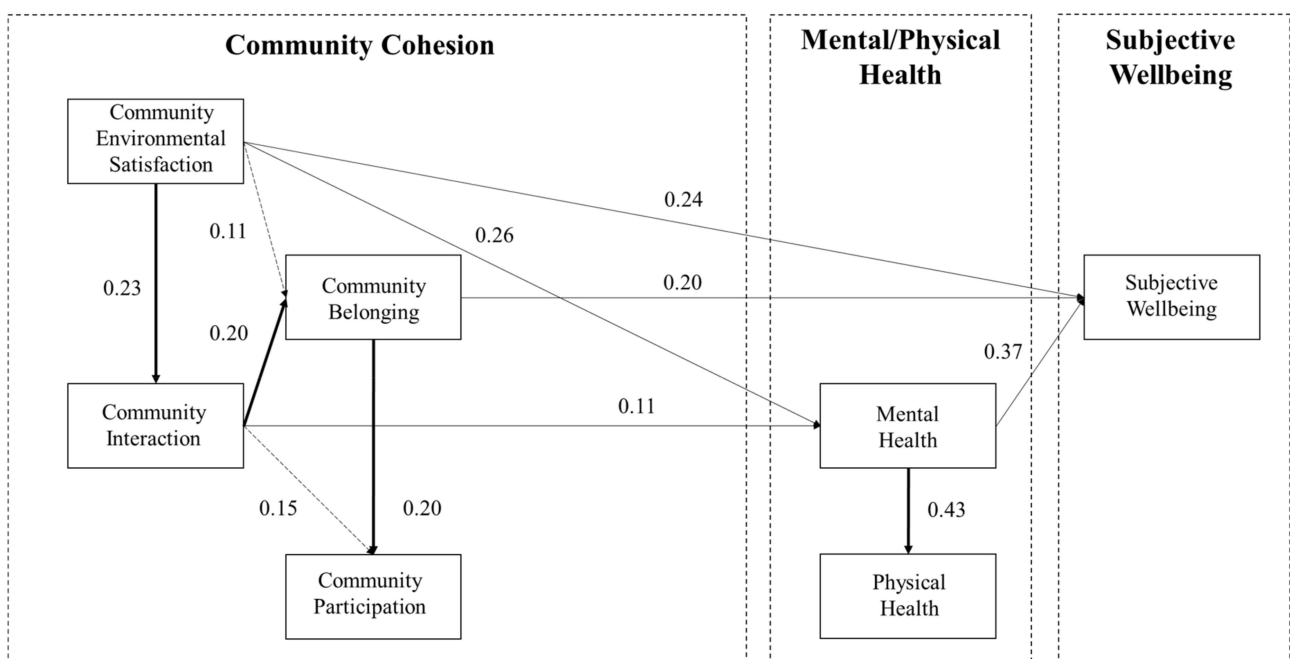 Community Cohesion
Mental/Physical
Health
Subjective
Wellbeing
Community
Environmental
Satisfaction
0.24
0.11
0.26
0.23
Community
Belonging
0.20
Subjective
Wellbeing
0.20
0.37
Community
Interaction
0.11
Mental
Health
0.15
0.20
0.43
Community
Participation
Physical
Health